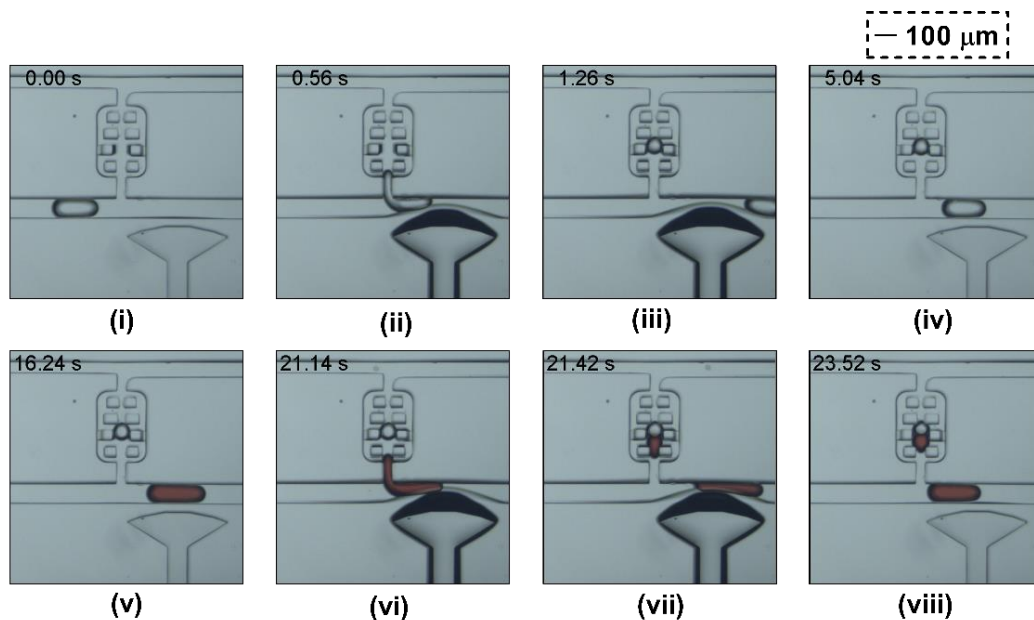 — 100 μm
0.00 s
0.56 s
1.26 s
5.04 s
(i)
(ii)
(iii)
(iv)
16.24 s
21.14 s
21.42 s
23.52 s
(v)
(vi)
(vii)
(viii)